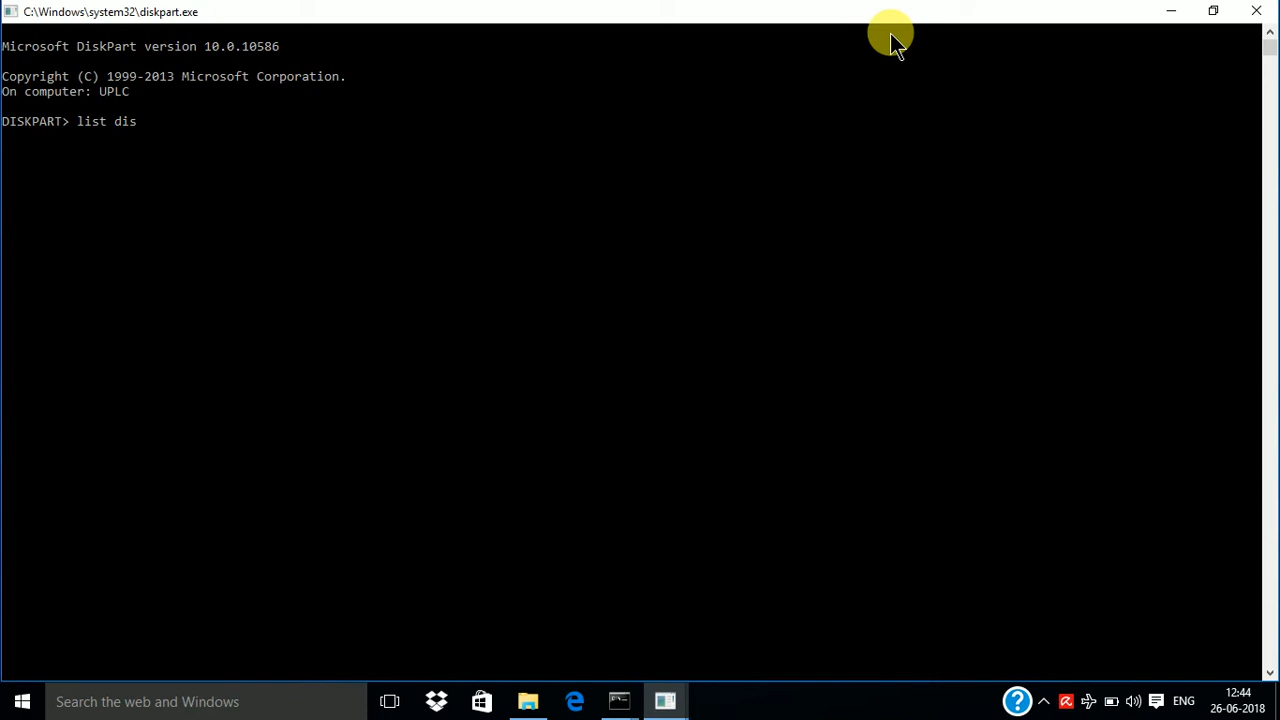 C:\Windows\system32\diskpart.exe
Microsoft DiskPart version 10.0.10586
Copyright (C) 1999-2013 Microsoft Corporation.
On computer: UPLC
DISKPART> list dis
Search the web and Windows
ENG
12:44
26-06-2018